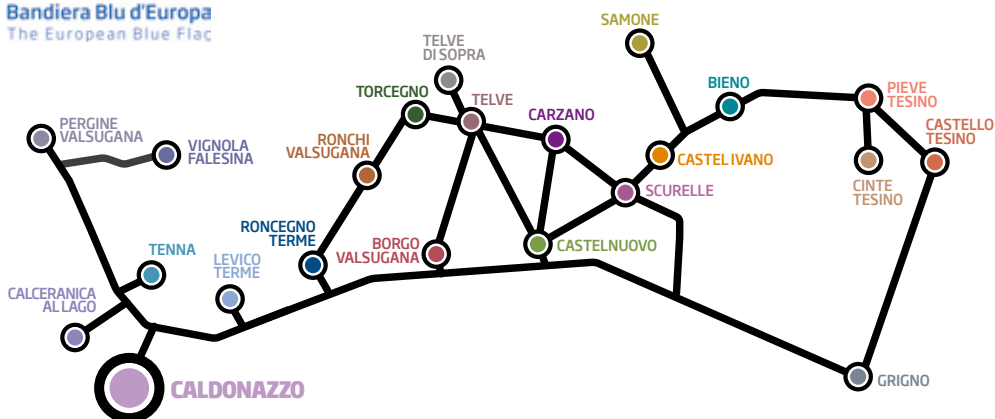 Bandiera Blu d'Europa
The European Blue Flag
SAMONE
TELVE
DI SOPRA
BIENO
PIEVE
TESINO
TORCEGNO
TELVE
CARZANO
CASTELLO
TESINO
PERGINE
VALSUGANA
VIGNOLA
FALESINA
RONCHI
VALSUGANA
CASTEL IVANO
CINTE
TESINO
SCURELLE
RONCEGNO
TERME
BORGO
VALSUGANA
CASTELNUOVO
TENNA
LEVICO
TERME
CALCERANICA
AL LAGO
CALDONAZZO
GRIGNO